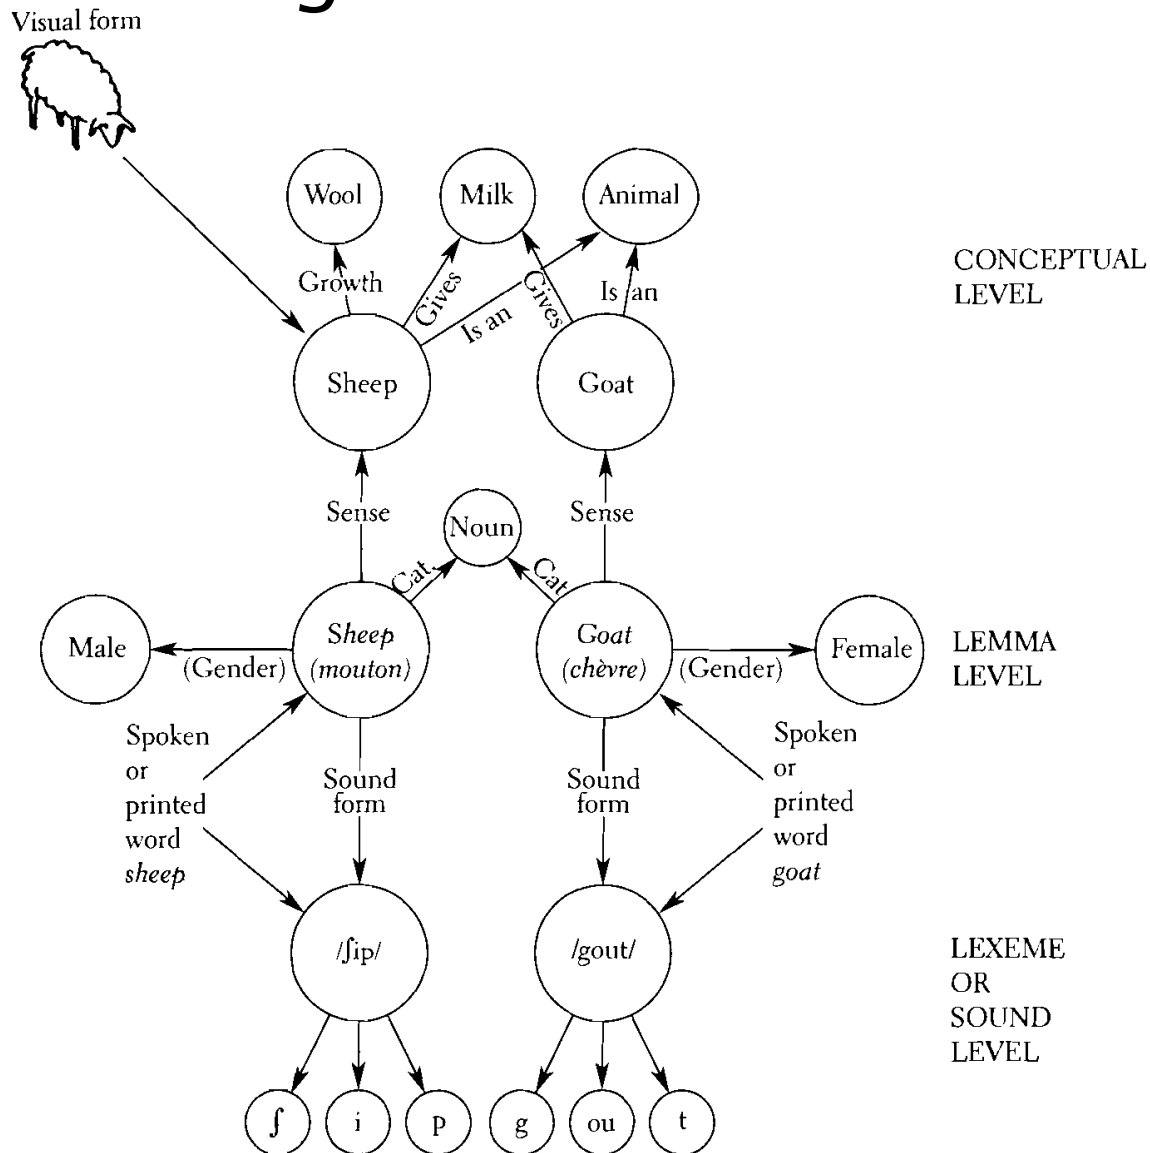 Visual form
Wool
Milk
Animal
Growth
Gives
Is an
Gives
Is an
CONCEPTUAL
LEVEL
Sheep
Goat
Sense
Noun
Sense
Cat.
Cat
Male
(Gender)
Sheep
(mouton)
Goat
(chèvre)
(Gender)
Female
LEMMA
LEVEL
Spoken
or
printed
word
sheep
Sound
form
Sound
form
Spoken
or
printed
word
goat
/ʃip/
/gout/
LEXEME
OR
SOUND
LEVEL
ʃ
i
p
g
ou
t